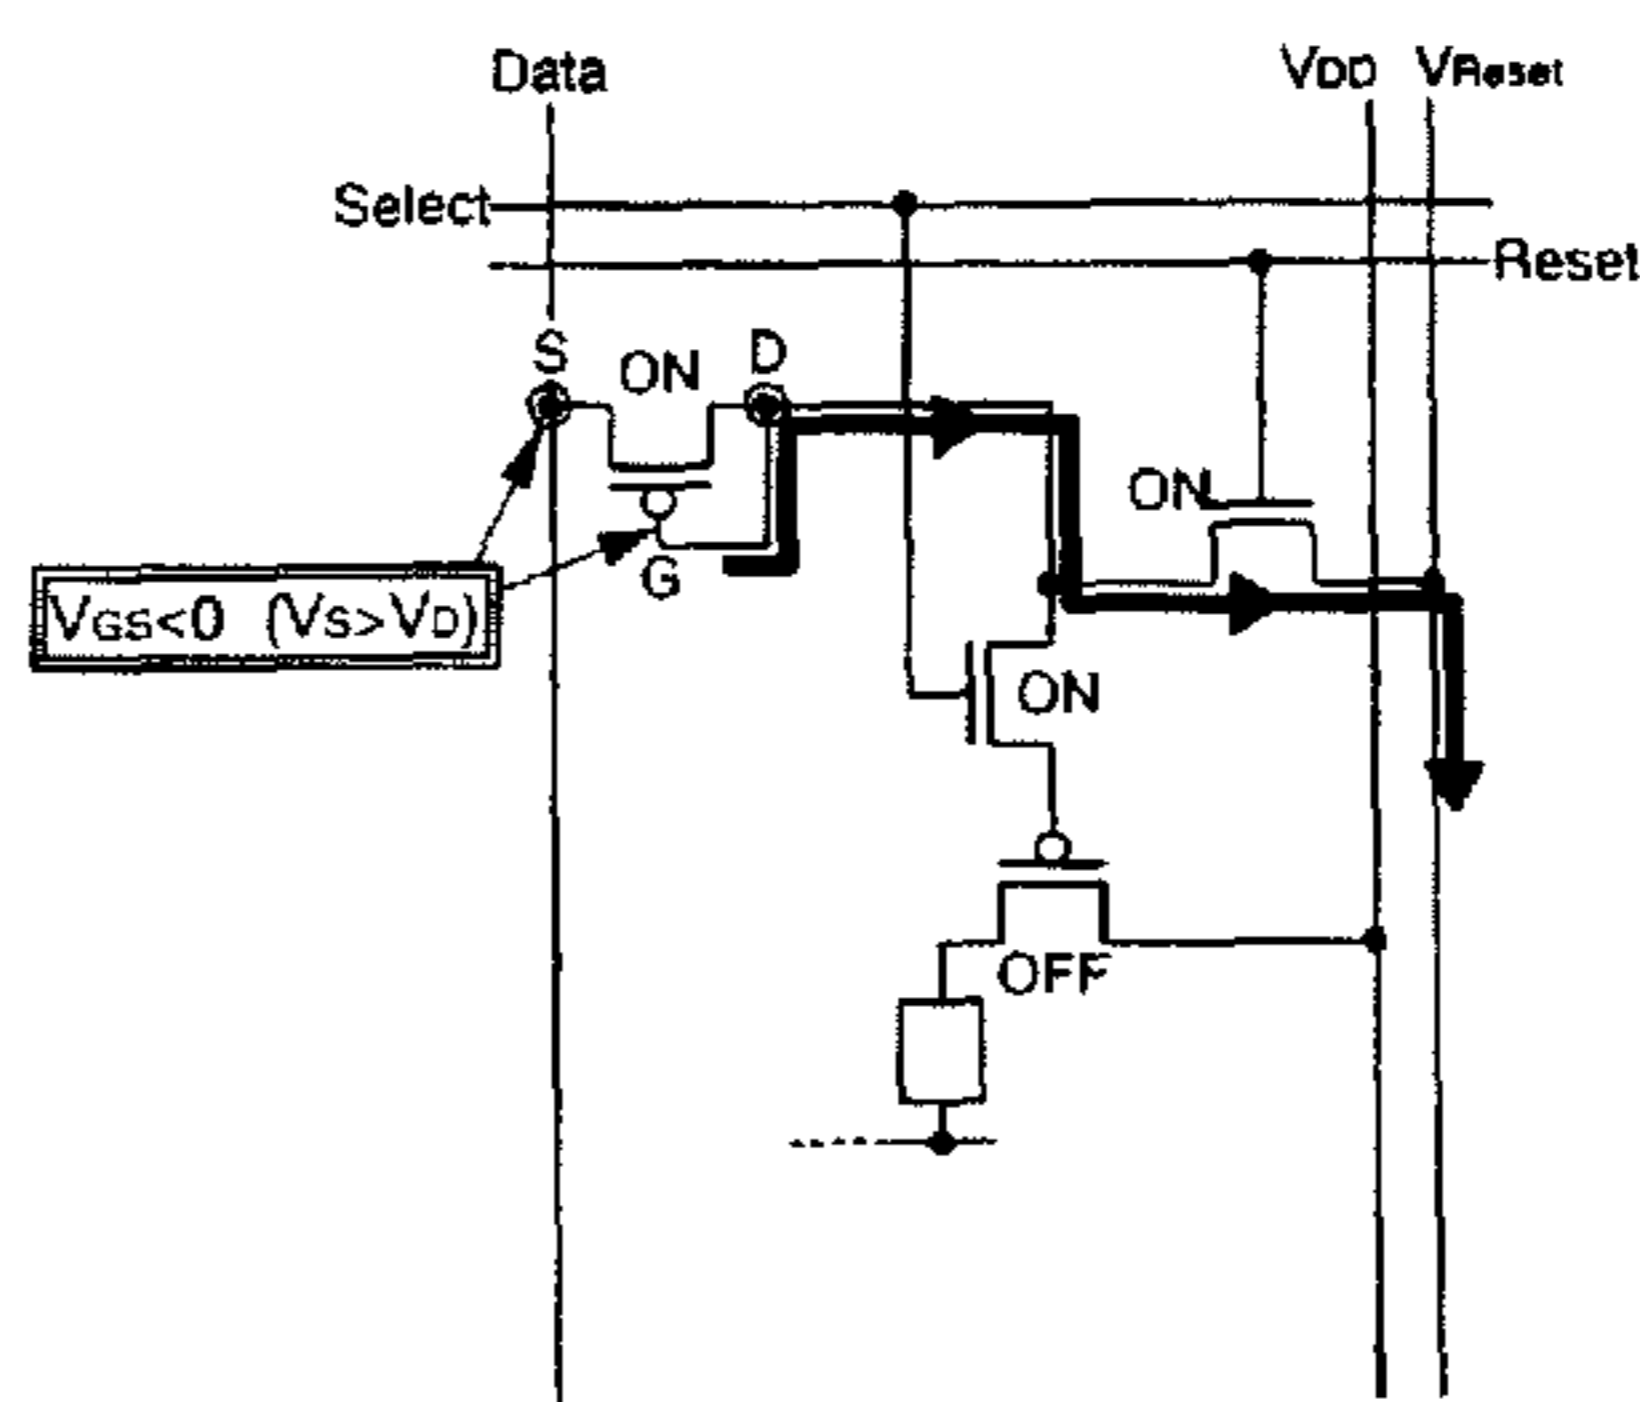 Data
VDD
VReset
Select
Reset
S
ON
D
ON
G
VGS<0 (VS>VD)
ON
OFF